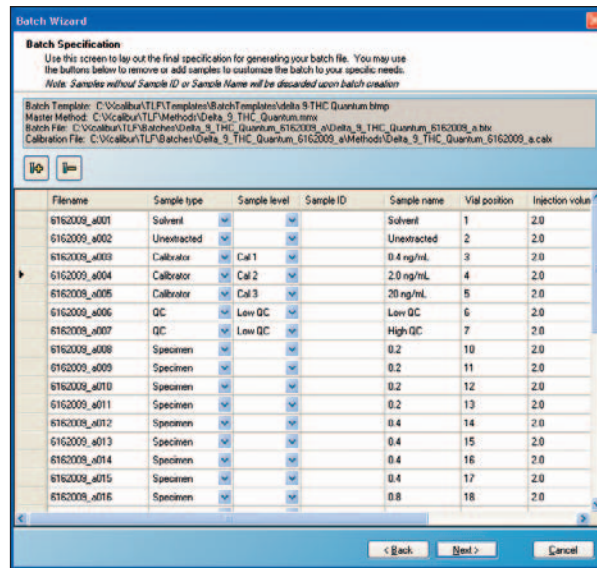 Batch Wizard
Batch Specification
Use this screen to lay out the final specification for generating your batch file. You may use
the buttons below to remove or add samples to customize the batch to your specific needs.
Note: Samples without Sample ID or Sample Name will be discarded upon batch creation
Batch Template: C:\Xcalibur\TLF\Templates\BatchTemplates\delta 9-THC Quantum.btmp
Master Method: C:\Xcalibur\TLF\Methods\Delta_9_THC_Quantum.mmx
Batch File: C:\Xcalibur\TLF\Batches\Delta_9_THC_Quantum_6162009_a\Delta_9_THC_Quantum_6162009_a.btx
Calibration File: C:\Xcalibur\TLF\Batches\Delta_9_THC_Quantum_6162009_a\Methods\Delta_9_THC_Quantum_6162009_a.calx
Filename Sample type Sample level Sample ID Sample name Vial position Injection volum
6162009_a001 Solvent Solvent 1 2.0
6162009_a002 Unextracted Unextracted 2 2.0
6162009_a003 Calibrator Cal 1 0.4 ng/mL 3 2.0
6162009_a004 Calibrator Cal 2 2.0 ng/mL 4 2.0
6162009_a005 Calibrator Cal 3 20 ng/mL 5 2.0
6162009_a006 QC Low QC Low QC 6 2.0
6162009_a007 QC Low QC High QC 7 2.0
6162009_a008 Specimen 0.2 10 2.0
6162009_a009 Specimen 0.2 11 2.0
6162009_a010 Specimen 0.2 12 2.0
6162009_a011 Specimen 0.2 13 2.0
6162009_a012 Specimen 0.4 14 2.0
6162009_a013 Specimen 0.4 15 2.0
6162009_a014 Specimen 0.4 16 2.0
6162009_a015 Specimen 0.4 17 2.0
6162009_a016 Specimen 0.8 18 2.0
< Back Next > Cancel